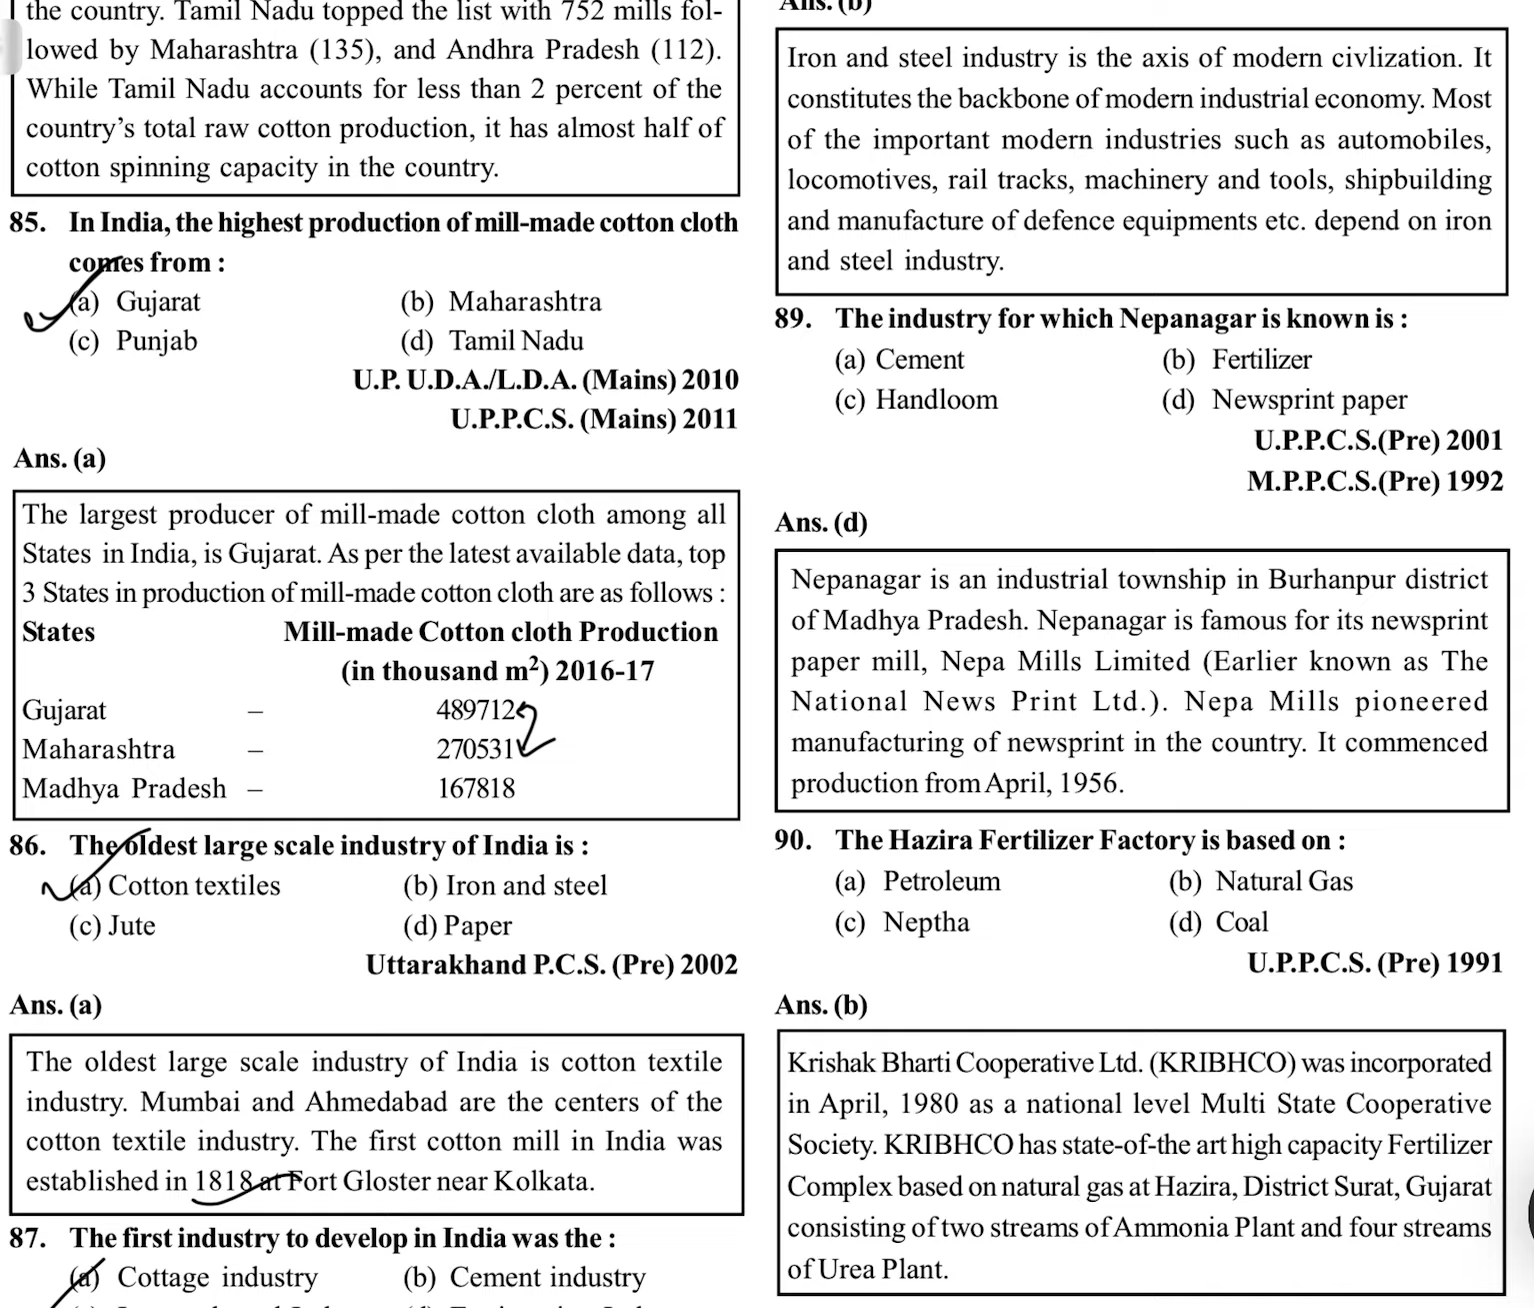 the country. Tamil Nadu topped the list with 752 mills fol-
lowed by Maharashtra (135), and Andhra Pradesh (112).
While Tamil Nadu accounts for less than 2 percent of the
country's total raw cotton production, it has almost half of
cotton spinning capacity in the country.
85. In India, the highest production of mill-made cotton cloth
comes from :
(a) Gujarat (b) Maharashtra
(c) Punjab (d) Tamil Nadu
U.P. U.D.A./L.D.A. (Mains) 2010
U.P.P.C.S. (Mains) 2011
Ans. (a)
The largest producer of mill-made cotton cloth among all
States in India, is Gujarat. As per the latest available data, top
3 States in production of mill-made cotton cloth are as follows :
States Mill-made Cotton cloth Production
(in thousand m²) 2016-17
Gujarat – 489712
Maharashtra – 270531
Madhya Pradesh – 167818
86. The oldest large scale industry of India is :
(a) Cotton textiles (b) Iron and steel
(c) Jute (d) Paper
Uttarakhand P.C.S. (Pre) 2002
Ans. (a)
The oldest large scale industry of India is cotton textile
industry. Mumbai and Ahmedabad are the centers of the
cotton textile industry. The first cotton mill in India was
established in 1818 at Fort Gloster near Kolkata.
87. The first industry to develop in India was the :
(a) Cottage industry (b) Cement industry
Ans. (b)
Iron and steel industry is the axis of modern civlization. It
constitutes the backbone of modern industrial economy. Most
of the important modern industries such as automobiles,
locomotives, rail tracks, machinery and tools, shipbuilding
and manufacture of defence equipments etc. depend on iron
and steel industry.
89. The industry for which Nepanagar is known is :
(a) Cement (b) Fertilizer
(c) Handloom (d) Newsprint paper
U.P.P.C.S.(Pre) 2001
M.P.P.C.S.(Pre) 1992
Ans. (d)
Nepanagar is an industrial township in Burhanpur district
of Madhya Pradesh. Nepanagar is famous for its newsprint
paper mill, Nepa Mills Limited (Earlier known as The
National News Print Ltd.). Nepa Mills pioneered
manufacturing of newsprint in the country. It commenced
production from April, 1956.
90. The Hazira Fertilizer Factory is based on :
(a) Petroleum (b) Natural Gas
(c) Neptha (d) Coal
U.P.P.C.S. (Pre) 1991
Ans. (b)
Krishak Bharti Cooperative Ltd. (KRIBHCO) was incorporated
in April, 1980 as a national level Multi State Cooperative
Society. KRIBHCO has state-of-the art high capacity Fertilizer
Complex based on natural gas at Hazira, District Surat, Gujarat
consisting of two streams of Ammonia Plant and four streams
of Urea Plant.